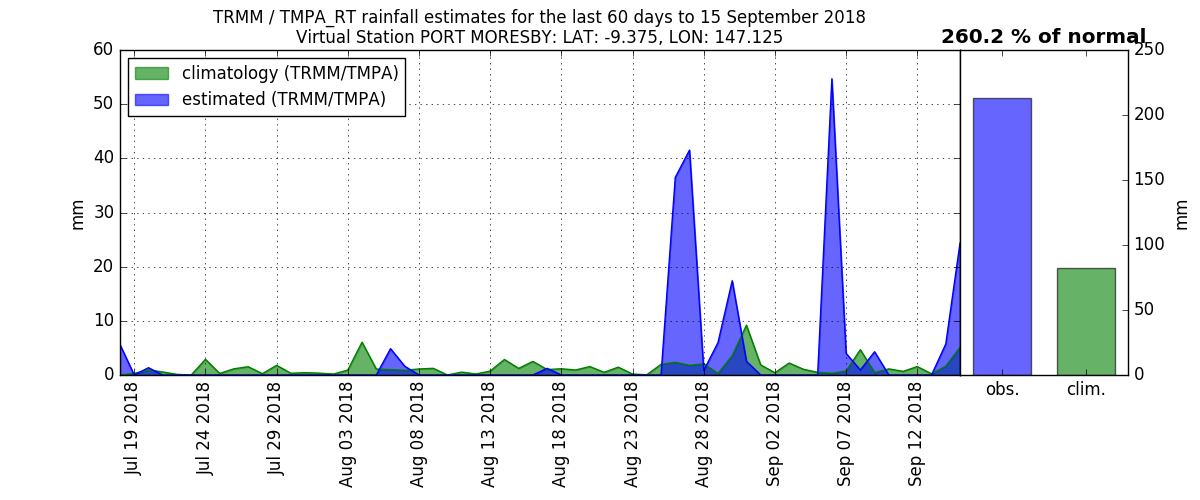 TRMM / TMPA_RT rainfall estimates for the last 60 days to 15 September 2018
Virtual Station PORT MORESBY: LAT: -9.375, LON: 147.125
260.2 % of normal
climatology (TRMM/TMPA)
estimated (TRMM/TMPA)
60
50
40
30
20
10
0
mm
Jul 19 2018
Jul 24 2018
Jul 29 2018
Aug 03 2018
Aug 08 2018
Aug 13 2018
Aug 18 2018
Aug 23 2018
Aug 28 2018
Sep 02 2018
Sep 07 2018
Sep 12 2018
250
200
150
100
50
0
mm
obs.
clim.